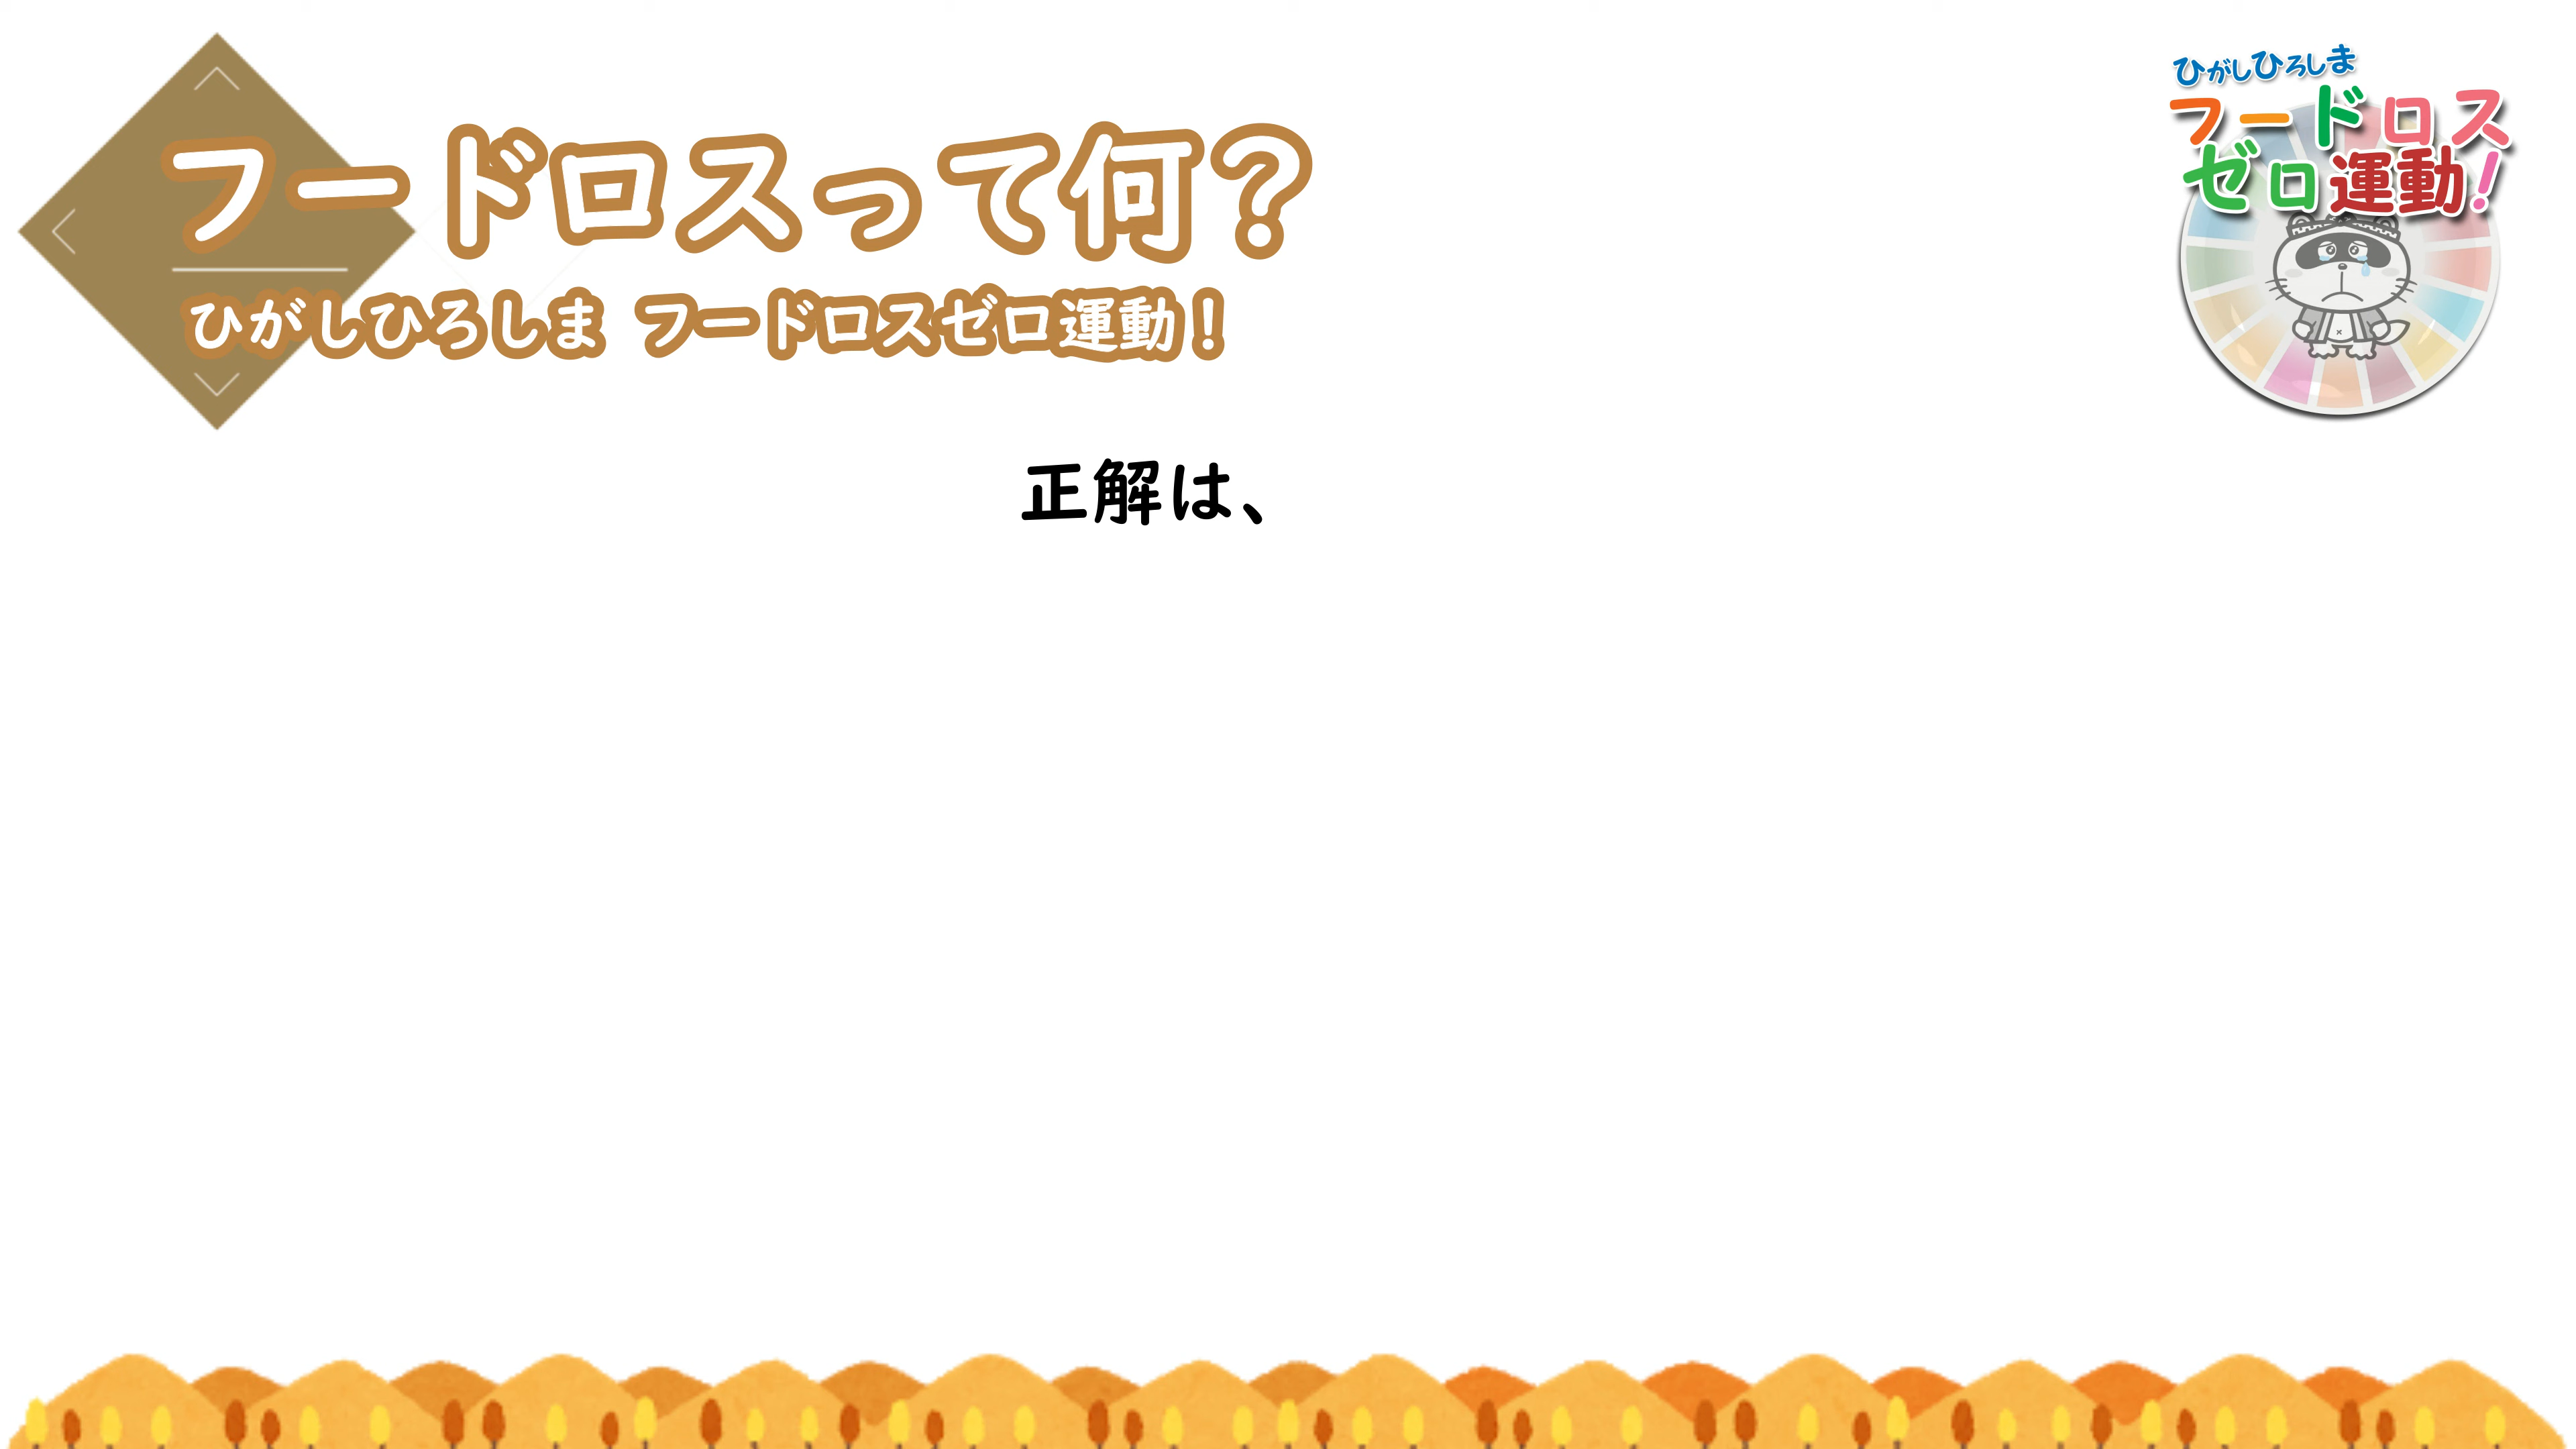 フードロスって何？
ひがしひろしま フードロスゼロ運動！
ひがしひろしま
フードロス
ゼロ運動！
正解は、